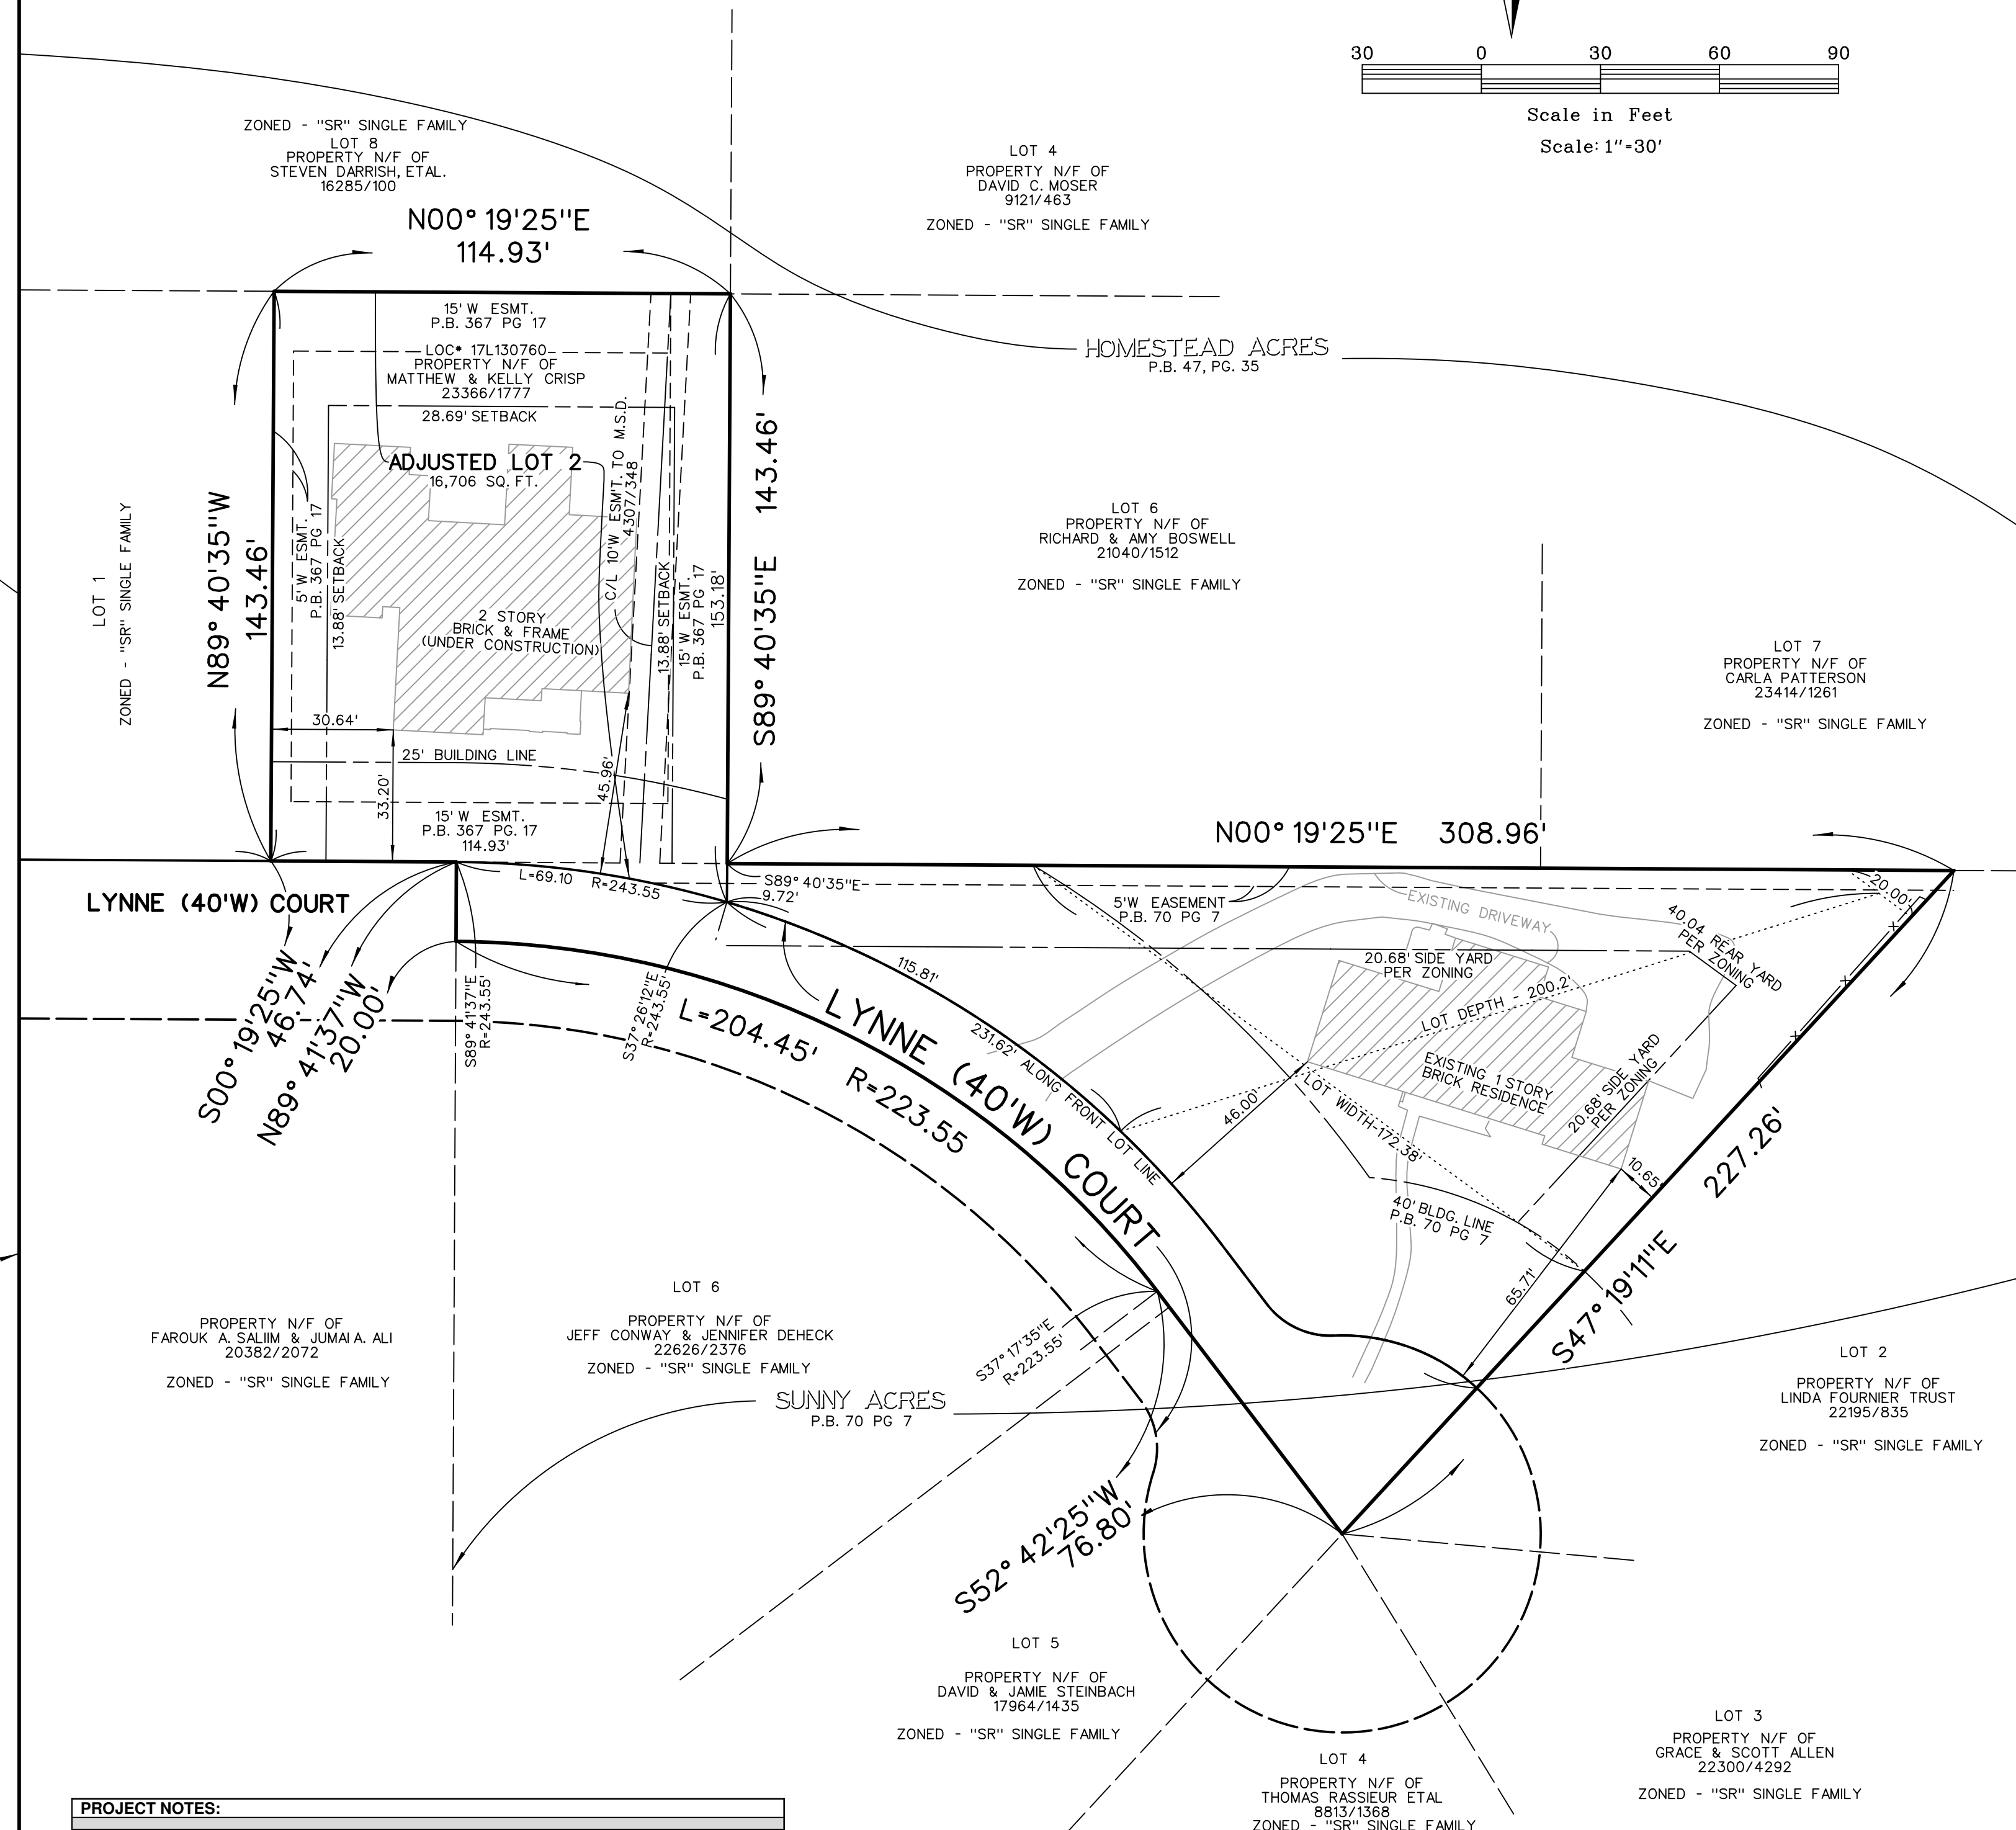 30 0 30 60 90
Scale in Feet
Scale: 1"=30'
ZONED - "SR" SINGLE FAMILY
LOT 8
PROPERTY N/F OF
STEVEN DARRISH, ETAL.
16285/100
LOT 4
PROPERTY N/F OF
DAVID C. MOSER
9121/463
ZONED - "SR" SINGLE FAMILY
N00° 19'25"E
114.93'
HOMESTEAD ACRES
P.B. 47, PG. 35
15' W ESMT.
P.B. 367 PG 17
LOC* 17L130760
PROPERTY N/F OF
MATTHEW & KELLY CRISP
23366/1777
28.69' SETBACK
ADJUSTED LOT 2
16,706 SQ. FT.
C/L 10'W ESM'T. TO M.S.D.
4307/348
LOT 1
ZONED - "SR" SINGLE FAMILY
N89° 40'35"W
143.46'
5' W ESMT.
P.B. 367 PG 17
13.88' SETBACK
2 STORY
BRICK & FRAME
(UNDER CONSTRUCTION)
13.88' SETBACK
15' W ESMT.
P.B. 367 PG 17
153.18'
S89° 40'35"E 143.46'
LOT 6
PROPERTY N/F OF
RICHARD & AMY BOSWELL
21040/1512
ZONED - "SR" SINGLE FAMILY
LOT 7
PROPERTY N/F OF
CARLA PATTERSON
23414/1261
ZONED - "SR" SINGLE FAMILY
30.64'
25' BUILDING LINE
33.20'
45.96'
15' W ESMT.
P.B. 367 PG. 17
114.93'
N00° 19'25"E 308.96'
L=69.10 R=243.55
S89° 40'35"E
9.72'
LYNNE (40'W) COURT
5'W EASEMENT
P.B. 70 PG 7
EXISTING DRIVEWAY
20.00'
40.04 REAR YARD
PER ZONING
20.68' SIDE YARD
PER ZONING
LOT DEPTH - 200.2'
S00° 19'25"W
46.74'
N89° 41'37"W
20.00'
S89° 41'37"E
R=243.55'
S37° 26'12"E
R=243.55'
115.81'
231.62' ALONG FRONT LOT LINE
LYNNE (40'W) COURT
L=204.45' R=223.55
46.00'
LOT WIDTH-172.38'
EXISTING 1 STORY
BRICK RESIDENCE
20.68' SIDE YARD
PER ZONING
10.65'
227.26'
S47° 19'11"E
40' BLDG. LINE
P.B. 70 PG 7
65.71'
PROPERTY N/F OF
FAROUK A. SALIIM & JUMAI A. ALI
20382/2072
ZONED - "SR" SINGLE FAMILY
LOT 6
PROPERTY N/F OF
JEFF CONWAY & JENNIFER DEHECK
22626/2376
ZONED - "SR" SINGLE FAMILY
S37° 17'35"E
R=223.55'
SUNNY ACRES
P.B. 70 PG 7
LOT 2
PROPERTY N/F OF
LINDA FOURNIER TRUST
22195/835
ZONED - "SR" SINGLE FAMILY
S52° 42'25"W
76.80'
LOT 5
PROPERTY N/F OF
DAVID & JAMIE STEINBACH
17964/1435
ZONED - "SR" SINGLE FAMILY
LOT 4
PROPERTY N/F OF
THOMAS RASSIEUR ETAL
8813/1368
ZONED - "SR" SINGLE FAMILY
LOT 3
PROPERTY N/F OF
GRACE & SCOTT ALLEN
22300/4292
ZONED - "SR" SINGLE FAMILY
PROJECT NOTES: